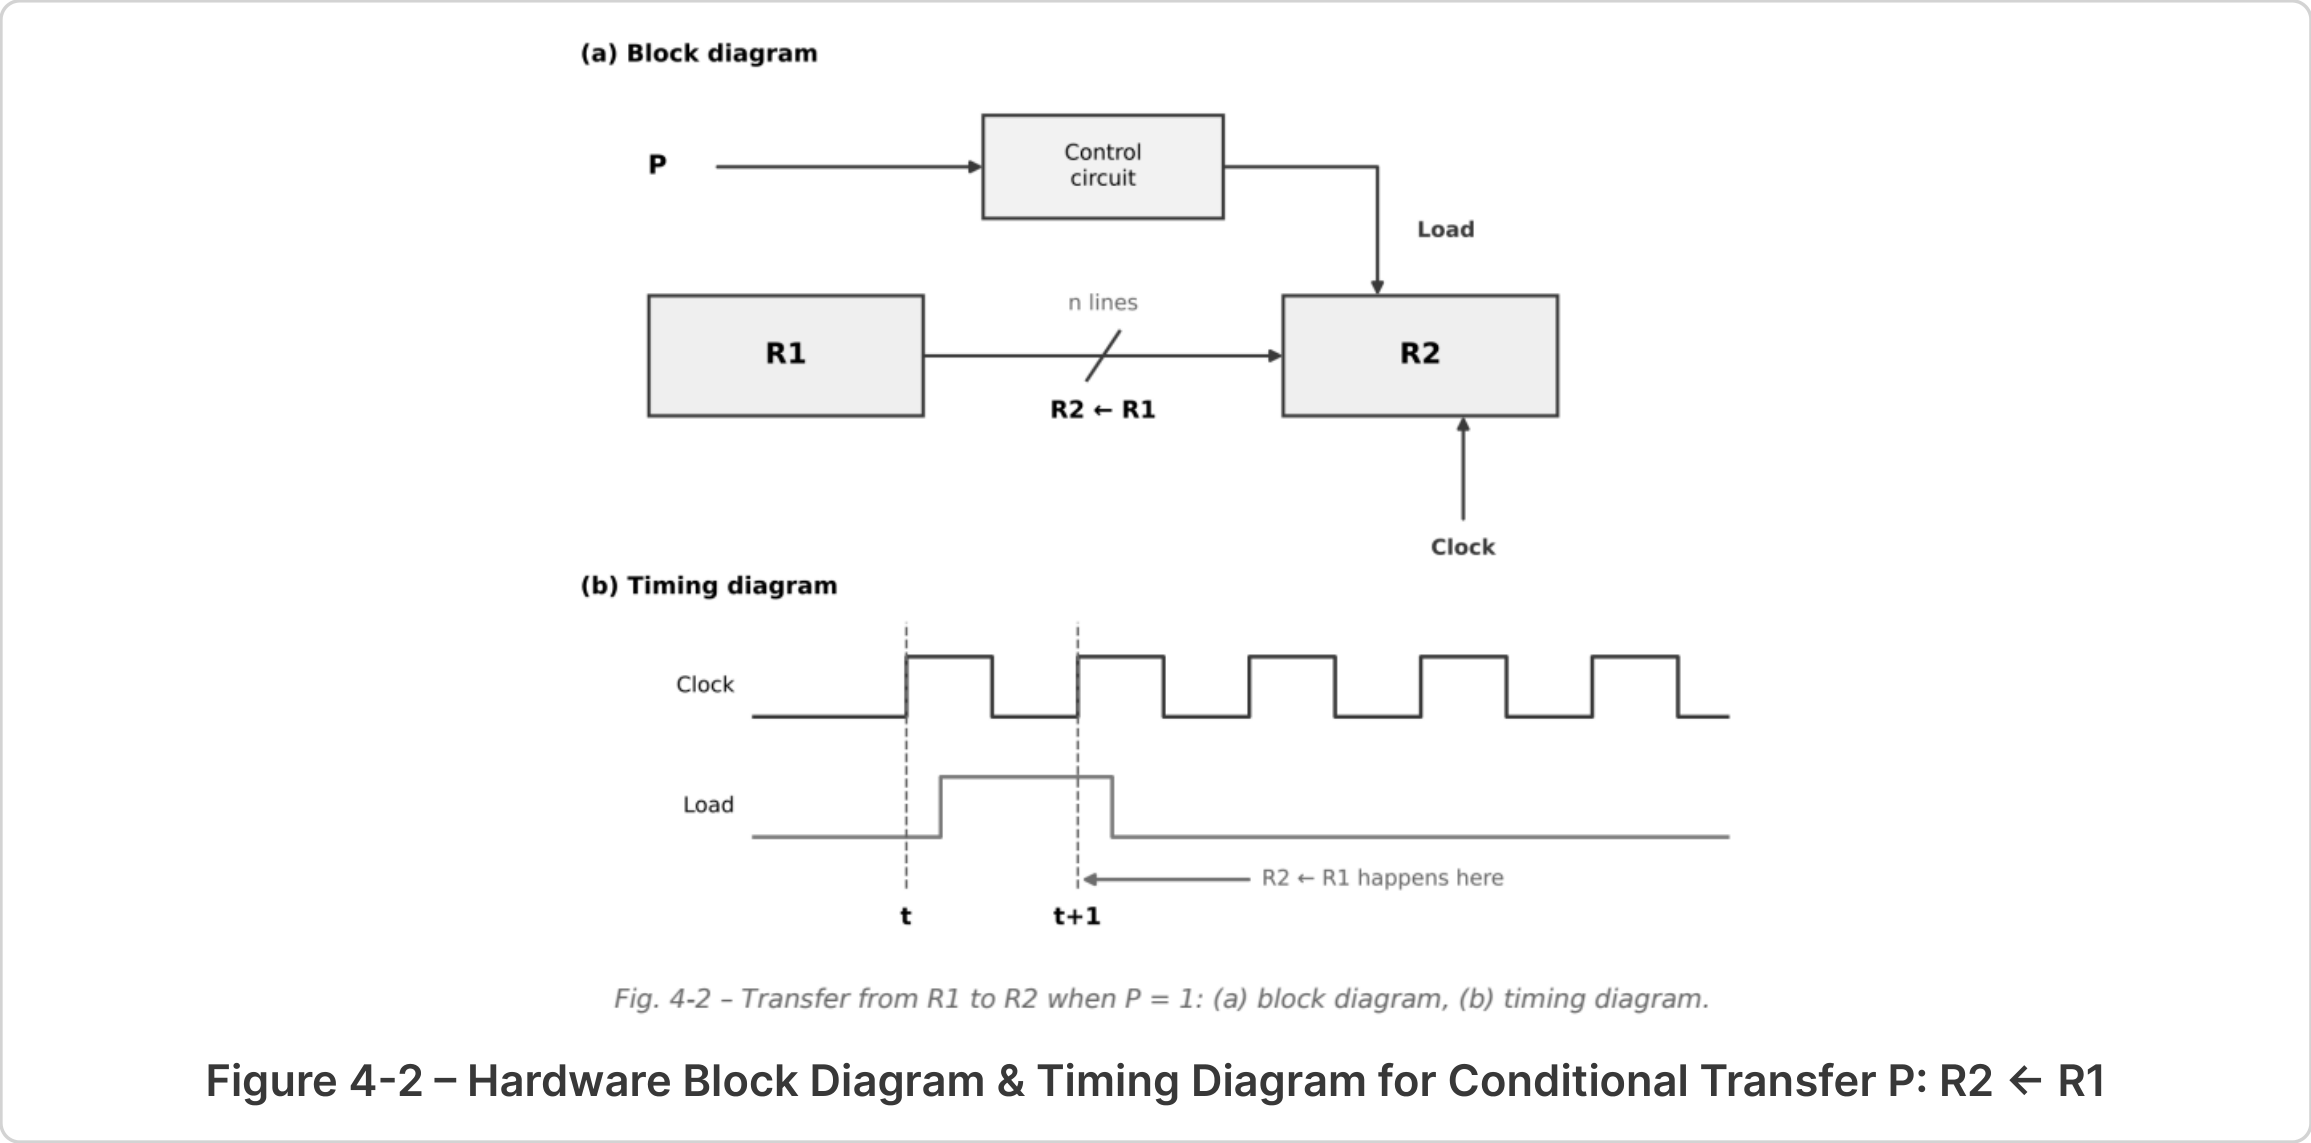 (a) Block diagram
P
Control
circuit
Load
n lines
R1
R2
R2 ← R1
Clock
(b) Timing diagram
Clock
Load
R2 ← R1 happens here
t
t+1
Fig. 4-2 – Transfer from R1 to R2 when P = 1: (a) block diagram, (b) timing diagram.
Figure 4-2 – Hardware Block Diagram & Timing Diagram for Conditional Transfer P: R2 ← R1